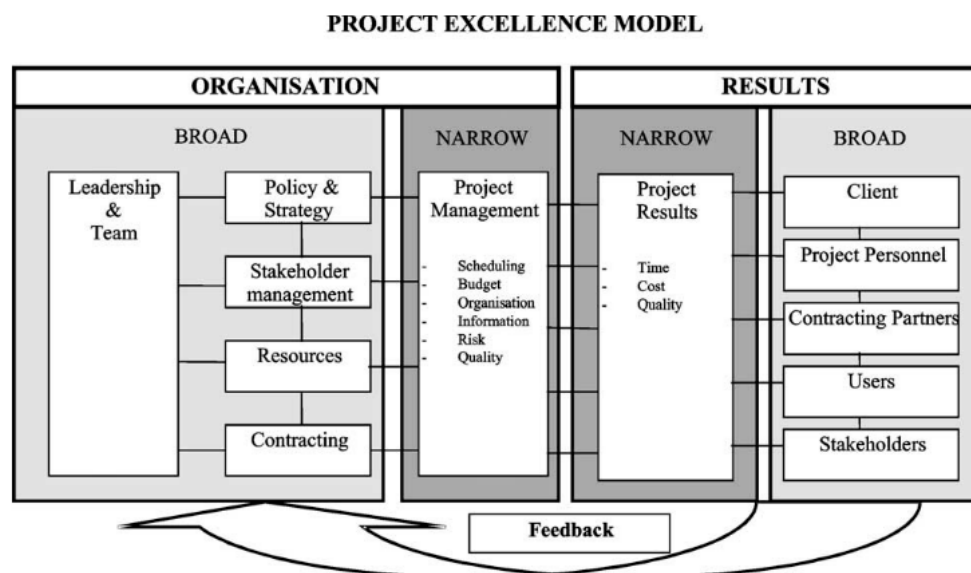 PROJECT EXCELLENCE MODEL
ORGANISATION
RESULTS
BROAD
NARROW
NARROW
BROAD
Leadership
&
Team
Policy &
Strategy
Stakeholder
management
Resources
Contracting
Project
Management
- Scheduling
- Budget
- Organisation
- Information
- Risk
- Quality
Project
Results
- Time
- Cost
- Quality
Client
Project Personnel
Contracting Partners
Users
Stakeholders
Feedback